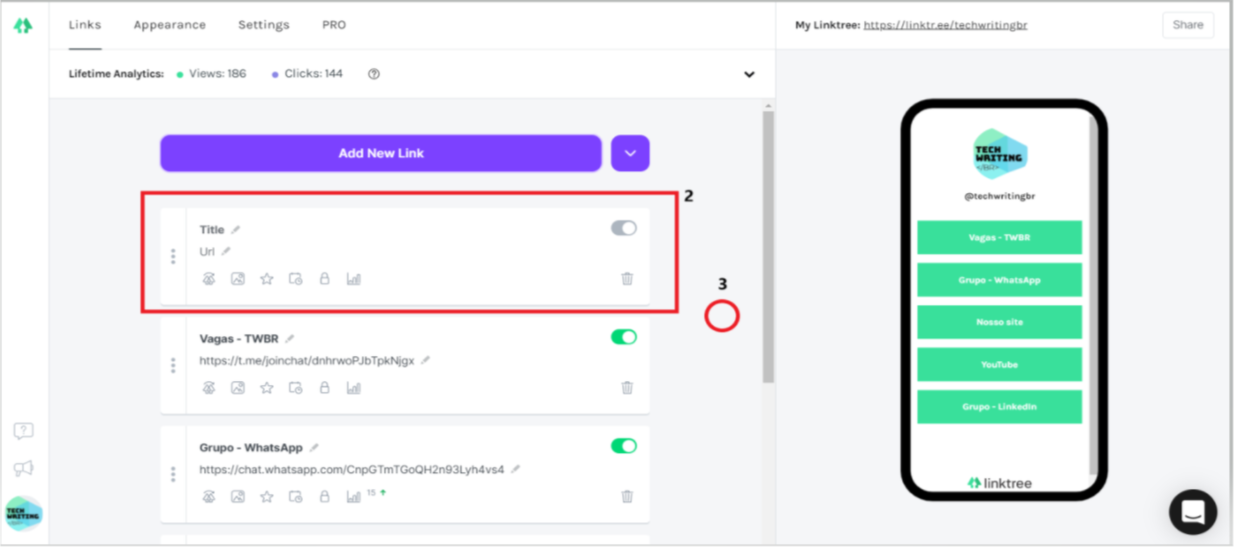 Links Appearance Settings PRO
My Linktree: https://linktr.ee/techwritingbr
Share
Lifetime Analytics: Views: 186 Clicks: 144
Add New Link
2
Title
Url
3
Vagas - TWBR
https://t.me/joinchat/dnhrwoPJbTpkNjgx
Grupo - WhatsApp
https://chat.whatsapp.com/CnpGTmTGoQH2n93Lyh4vs4
15
TECH
WRITING
@techwritingbr
Vagas - TWBR
Grupo - WhatsApp
Nosso site
YouTube
Grupo - LinkedIn
linktree
TECH
WRITING